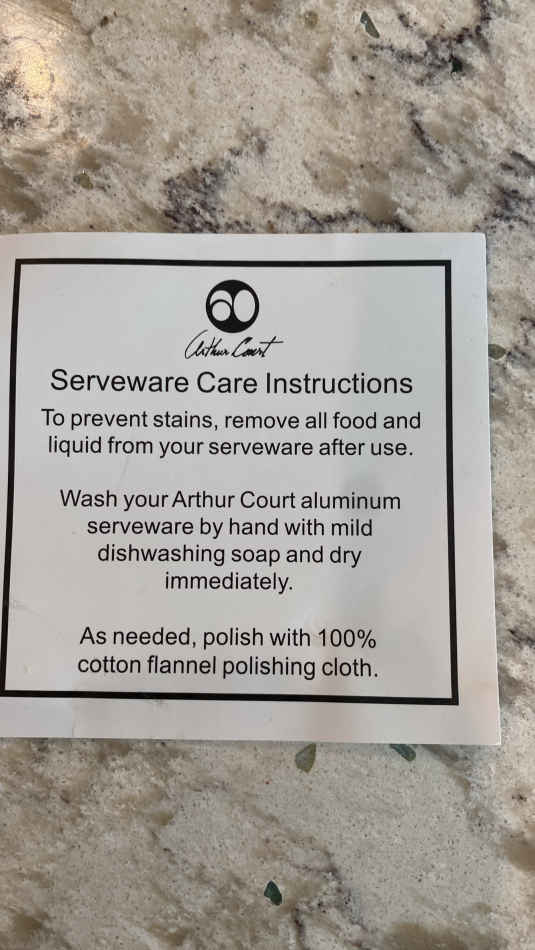 Arthur Court
Serveware Care Instructions
To prevent stains, remove all food and
liquid from your serveware after use.
Wash your Arthur Court aluminum
serveware by hand with mild
dishwashing soap and dry
immediately.
As needed, polish with 100%
cotton flannel polishing cloth.